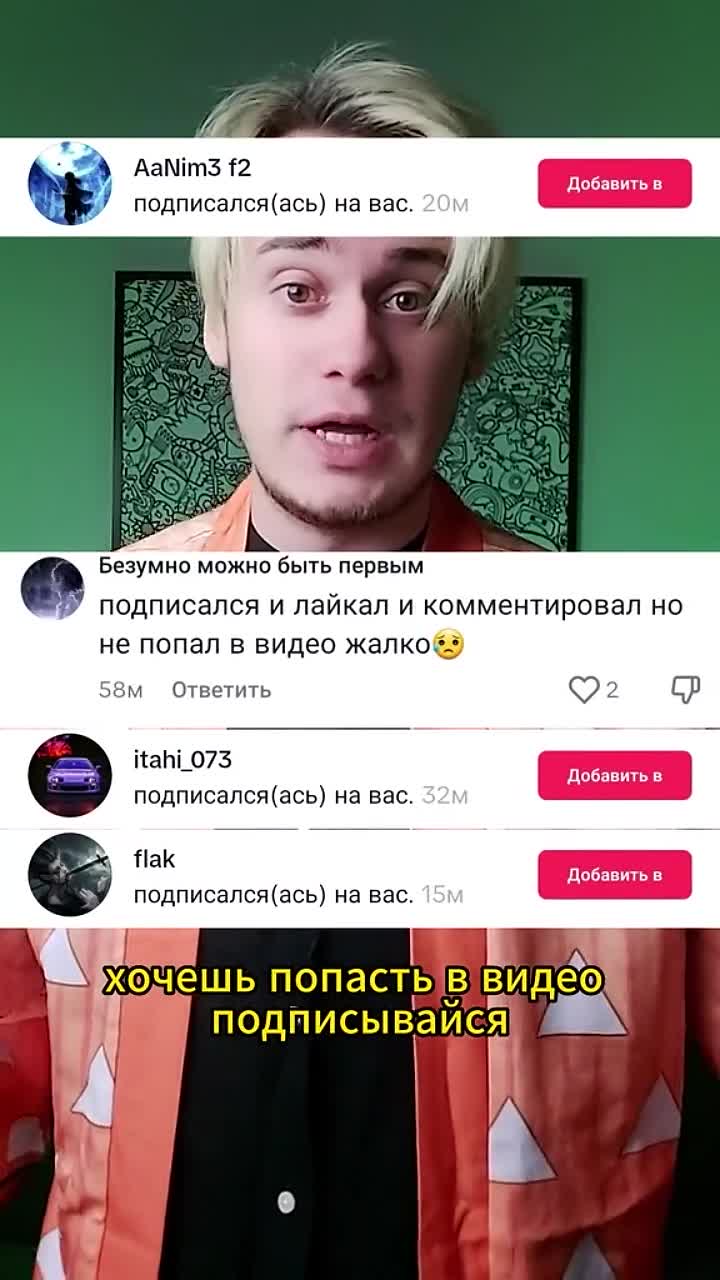 AaNim3 f2
подписался(ась) на вас. 20м
Добавить в
Безумно можно быть первым
подписался и лайкал и комментировал но
не попал в видео жалко😥
58м Ответить 2
itahi_073
подписался(ась) на вас. 32м
Добавить в
flak
подписался(ась) на вас. 15м
Добавить в
хочешь попасть в видео
подписывайся